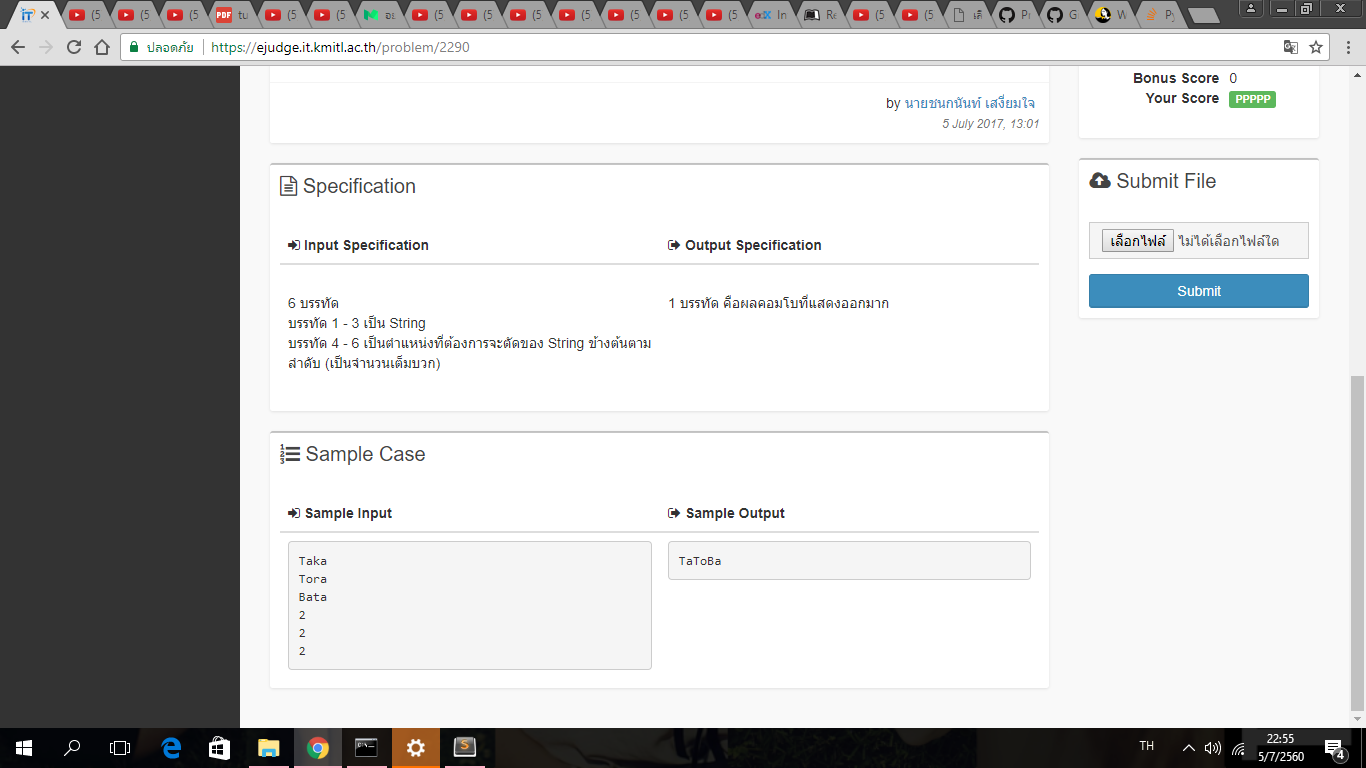 (5
(5
(5
PDF
tu
(5
(5
(5
(5
(5
(5
(5
(5
(5
(5
In
Re
(5
(5
Pr
G
W
ปลอดภัย
https://ejudge.it.kmitl.ac.th/problem/2290
Bonus Score 0
Your Score PPPPP
by นายชนกนันท์ เสงี่ยมใจ
5 July 2017, 13:01
Specification
Submit File
เลือกไฟล์ ไม่ได้เลือกไฟล์ใด
Submit
Input Specification
Output Specification
6 บรรทัด
บรรทัด 1 - 3 เป็น String
บรรทัด 4 - 6 เป็นตำแหน่งที่ต้องการจะตัดของ String ข้างต้นตาม
ลำดับ (เป็นจำนวนเต็มบวก)
1 บรรทัด คือผลคอมโบที่แสดงออกมาก
Sample Case
Sample Input
Sample Output
Taka
Tora
Bata
2
2
2
TaToBa
TH
22:55
5/7/2560
4